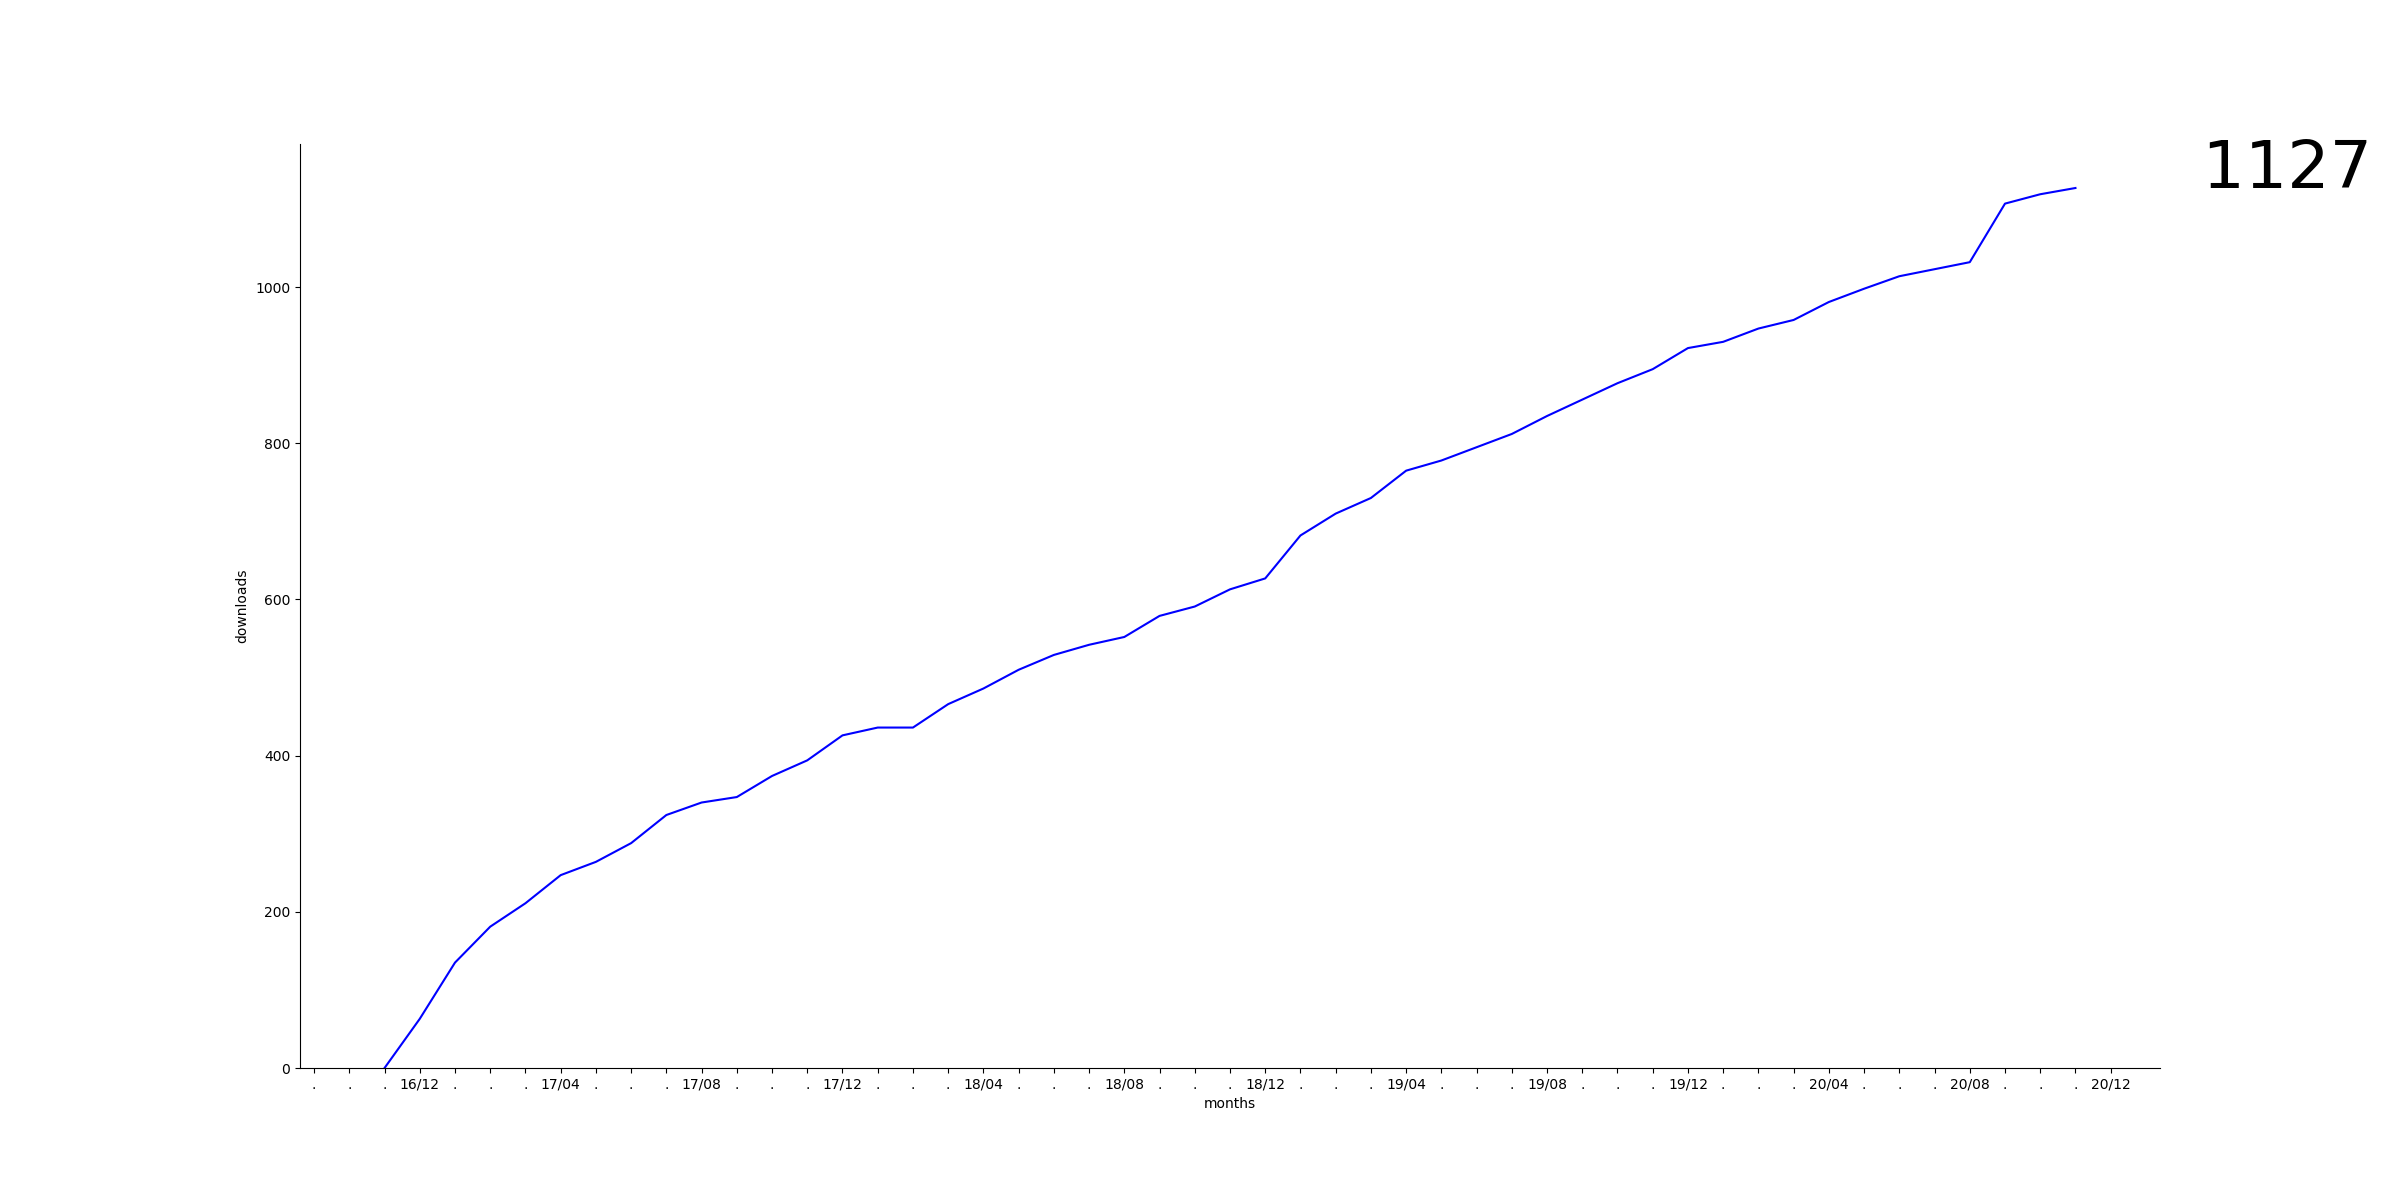 1127
1000
800
600
400
200
0
downloads
. . . 16/12 . . . 17/04 . . . 17/08 . . . 17/12 . . . 18/04 . . . 18/08 . . . 18/12 . . . 19/04 . . . 19/08 . . . 19/12 . . . 20/04 . . . 20/08 . . . 20/12
months